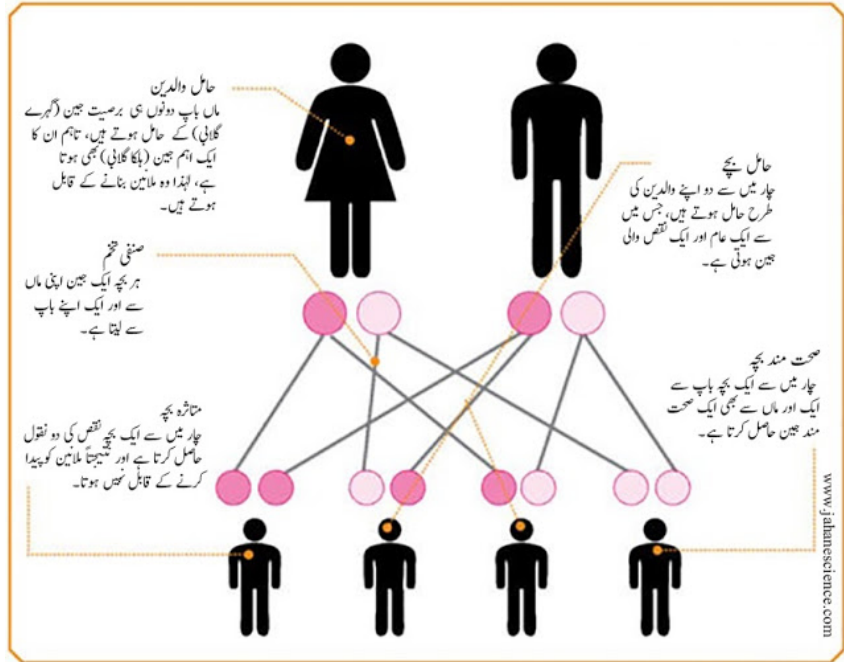 حامل والدین
ماں باپ دونوں ہی برصیت جین (گہرے
گلابی) کے حامل ہوتے ہیں، تاہم ان کا
ایک اہم جین (ہلکا گلابی) بھی ہوتا
ہے، لہٰذا وہ ملانین بنانے کے قابل
ہوتے ہیں۔
حامل بچے
چار میں سے دو اپنے والدین کی
طرح حامل ہوتے ہیں، جس میں
سے ایک عام اور ایک نقص والی
جین ہوتی ہے۔
صنفی تخم
ہر بچہ ایک جین اپنی ماں
سے اور ایک اپنے باپ
سے لیتا ہے۔
صحت مند بچہ
چار میں سے ایک بچہ باپ سے
ایک اور ماں سے بھی ایک صحت
مند جین حاصل کرتا ہے۔
متاثرہ بچہ
چار میں سے ایک بچہ نقص کی دو نقول
حاصل کرتا ہے اور نتیجتاً ملانین کو پیدا
کرنے کے قابل نہیں ہوتا۔
www.jahanescience.com